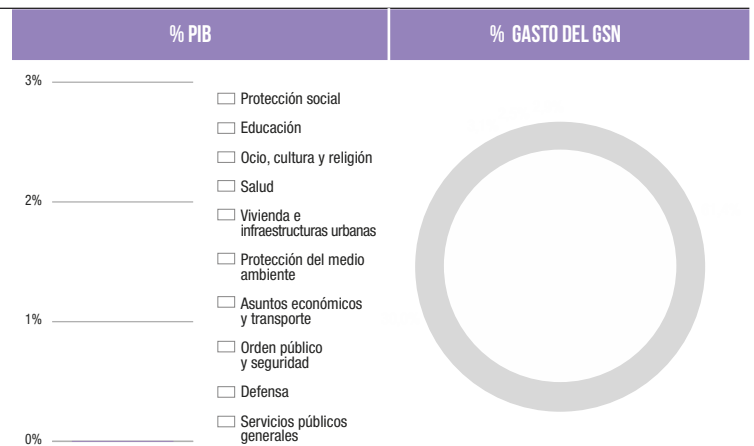 % PIB
% GASTO DEL GSN
3%
2%
1%
0%
Protección social
Educación
Ocio, cultura y religión
Salud
Vivienda e
infraestructuras urbanas
Protección del medio
ambiente
Asuntos económicos
y transporte
Orden público
y seguridad
Defensa
Servicios públicos
generales